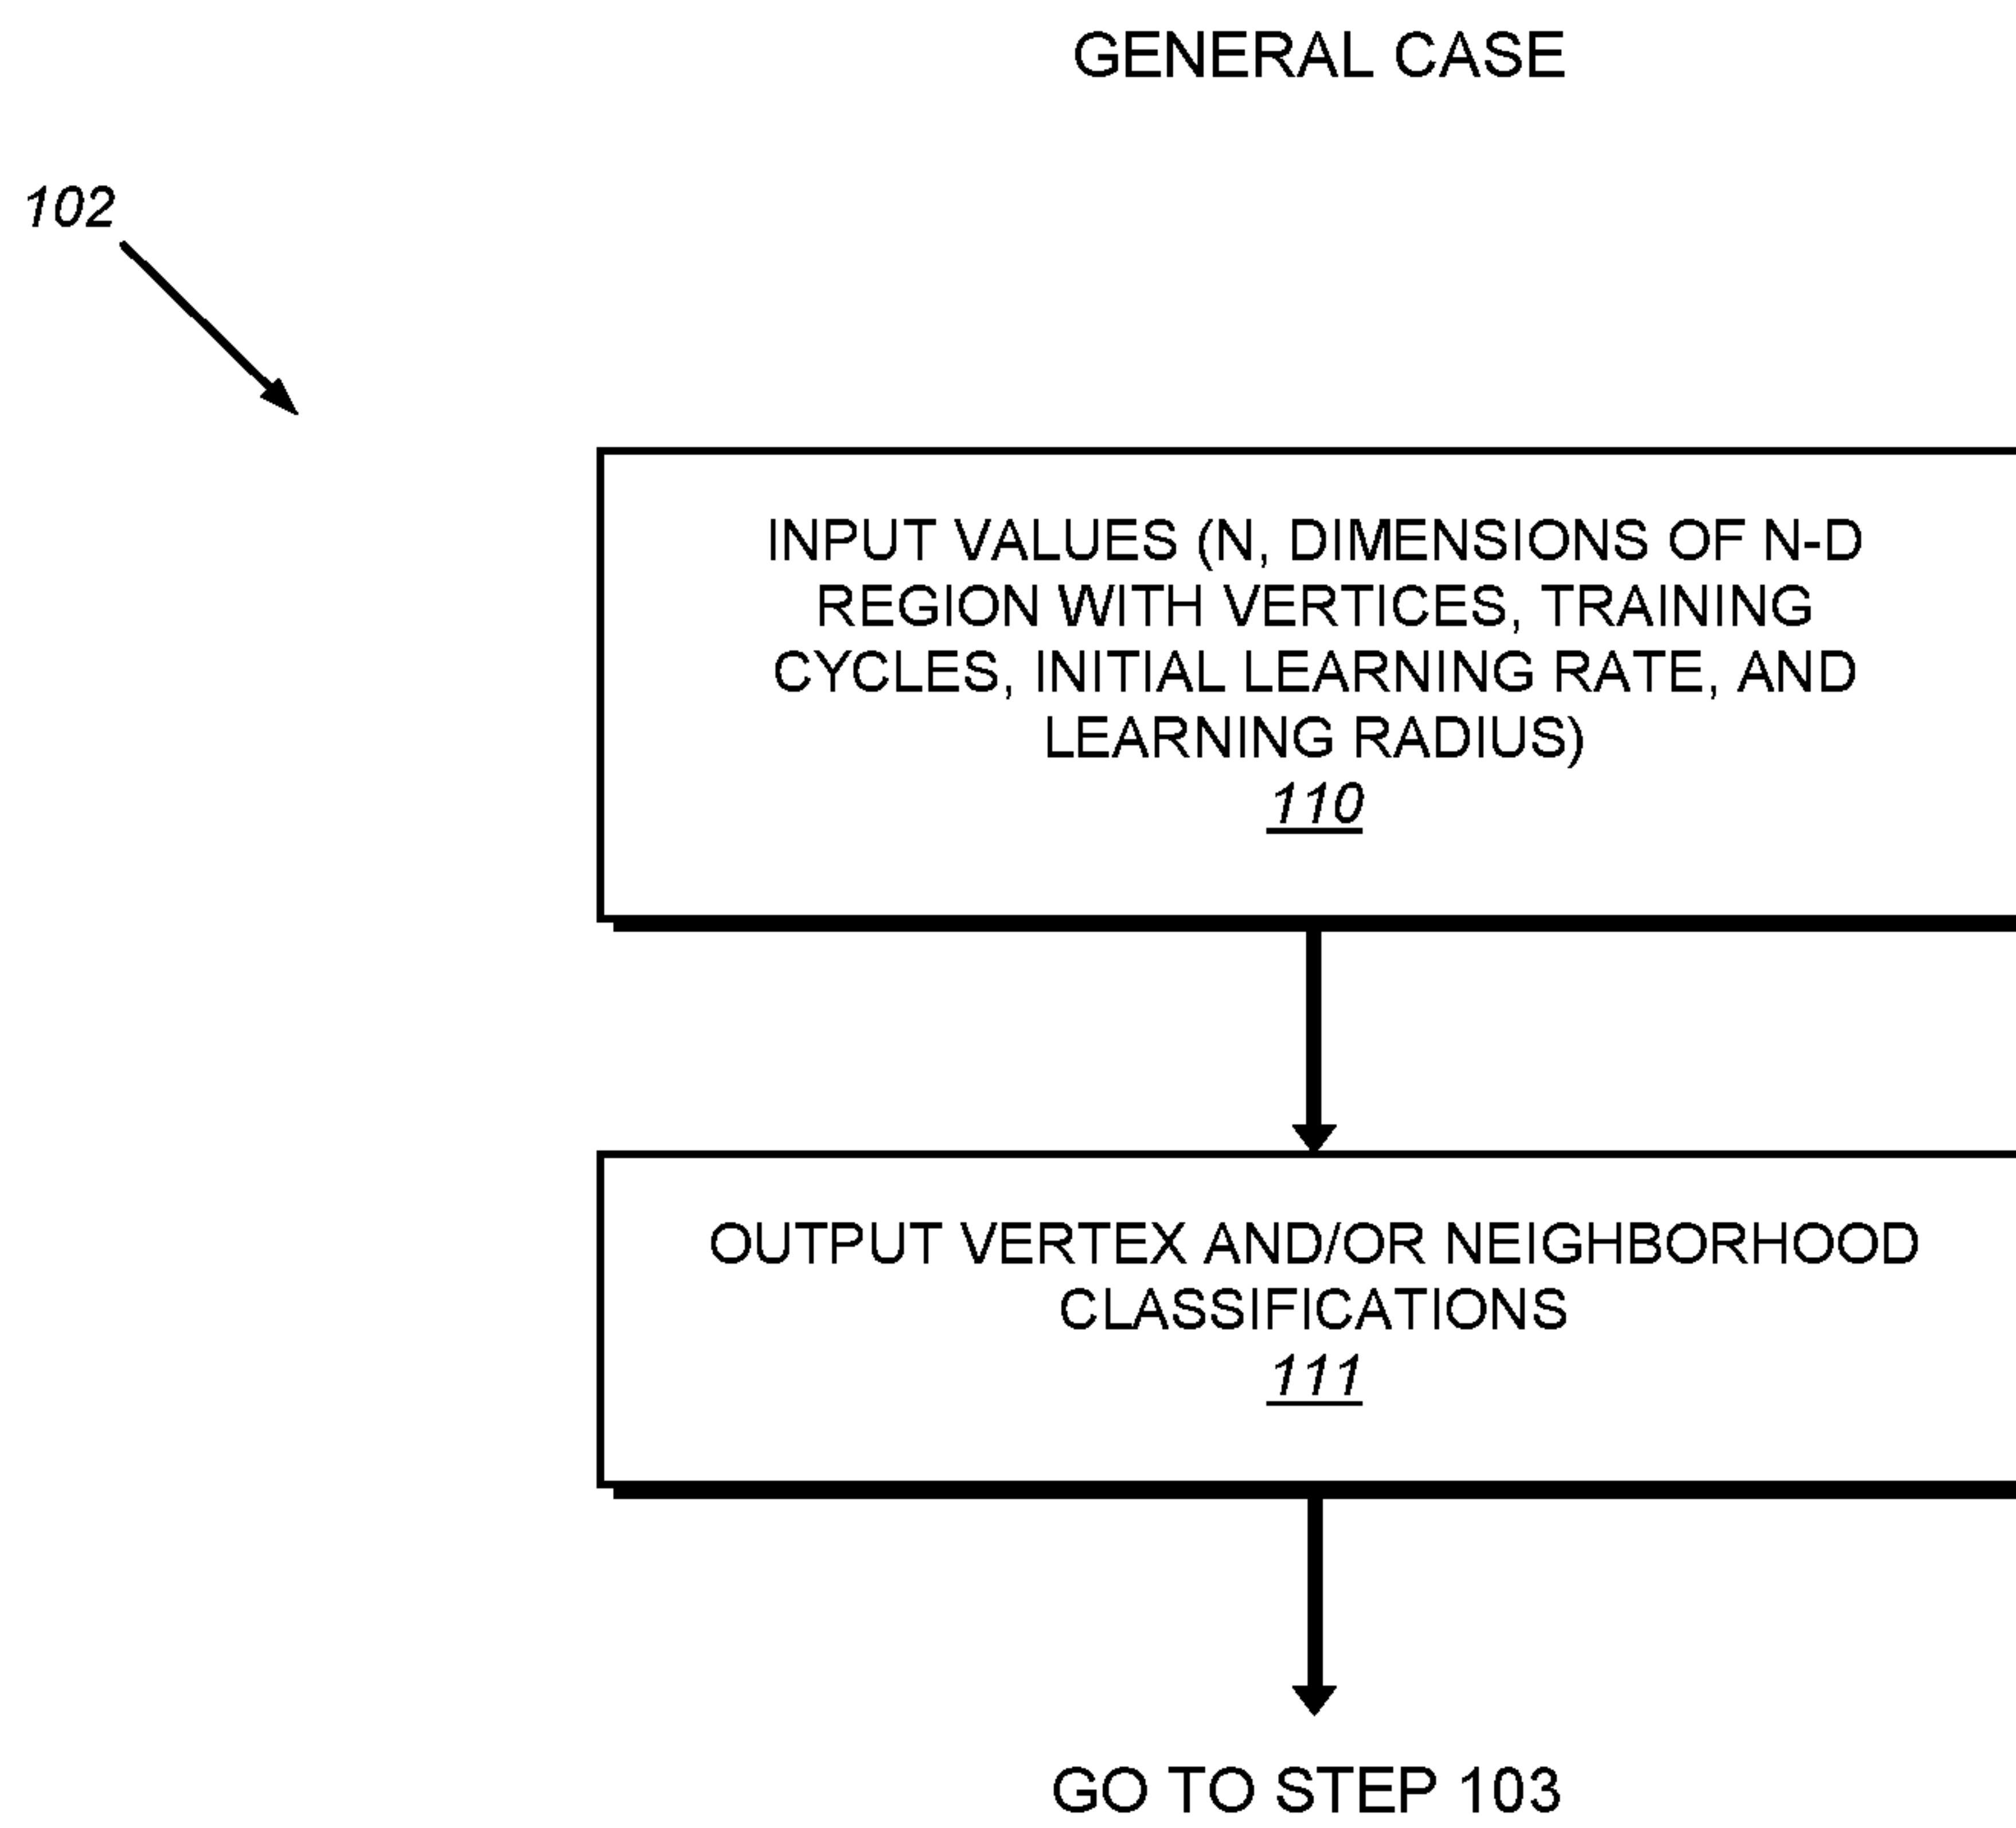 GENERAL CASE
102
INPUT VALUES (N, DIMENSIONS OF N-D
REGION WITH VERTICES, TRAINING
CYCLES, INITIAL LEARNING RATE, AND
LEARNING RADIUS)
110
OUTPUT VERTEX AND/OR NEIGHBORHOOD
CLASSIFICATIONS
111
GO TO STEP 103